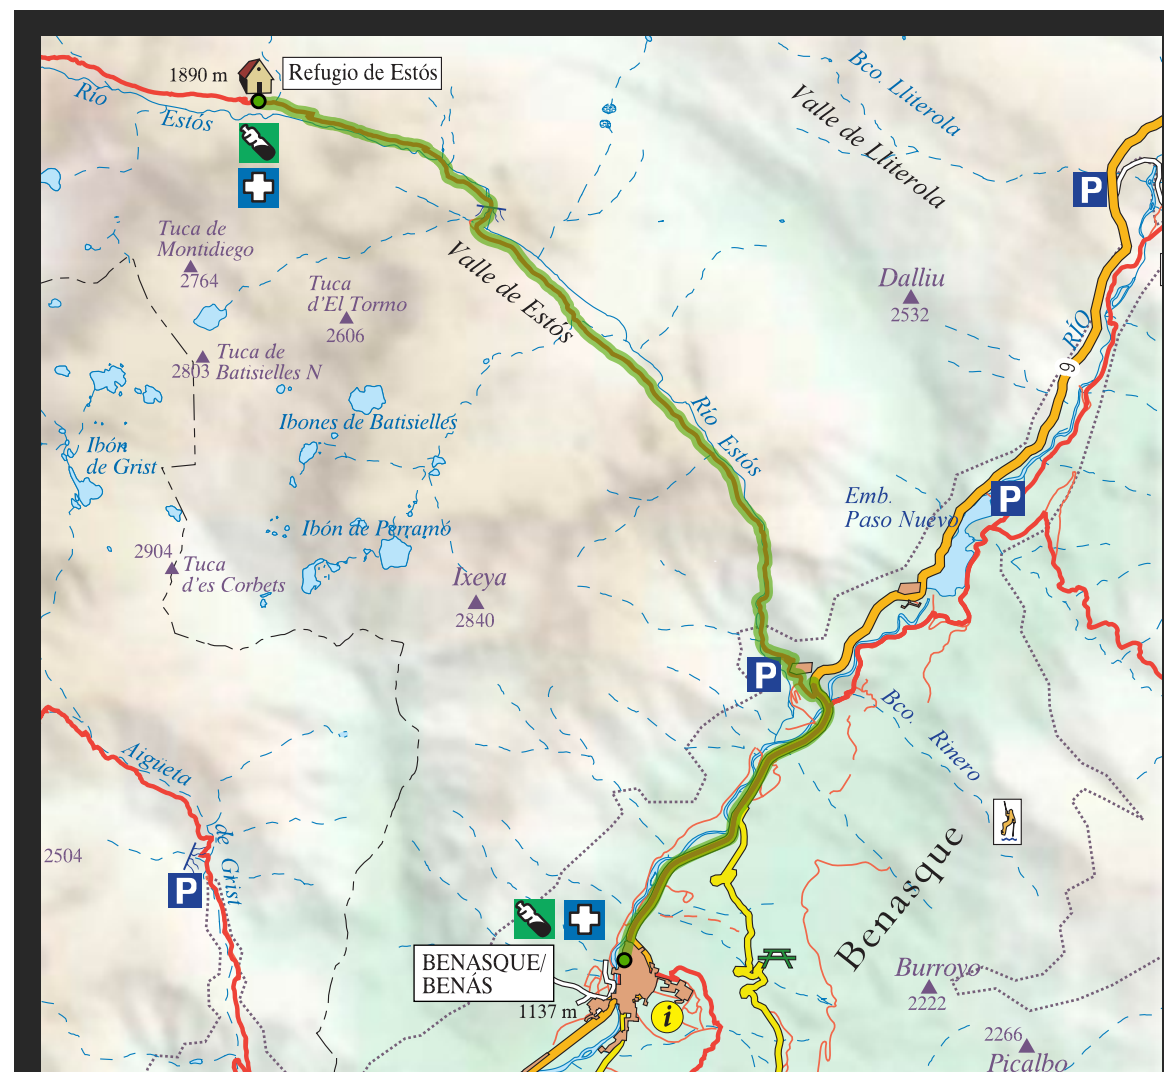 Bco. Lliterola
1890 m
Refugio de Estós
Río
Estós
Valle de Lliterola
P
Tuca de
Montidiego
2764
Valle de Estós
Tuca
d'El Tormo
2606
Dalliu
2532
RÍO
9
Tuca de
2803 Batisielles N
Ibones de Batisielles
Río Estós
Ibón
de Grist
Emb.
Paso Nuevo
P
Ibón de Perramó
2904
Tuca
d'es Corbets
Ixeya
2840
P
Bco. Rinero
Aigüeta
de Grist
2504
P
Benasque
BENASQUE/
BENÁS
1137 m
i
Burroyo
2222
2266
Picalbo